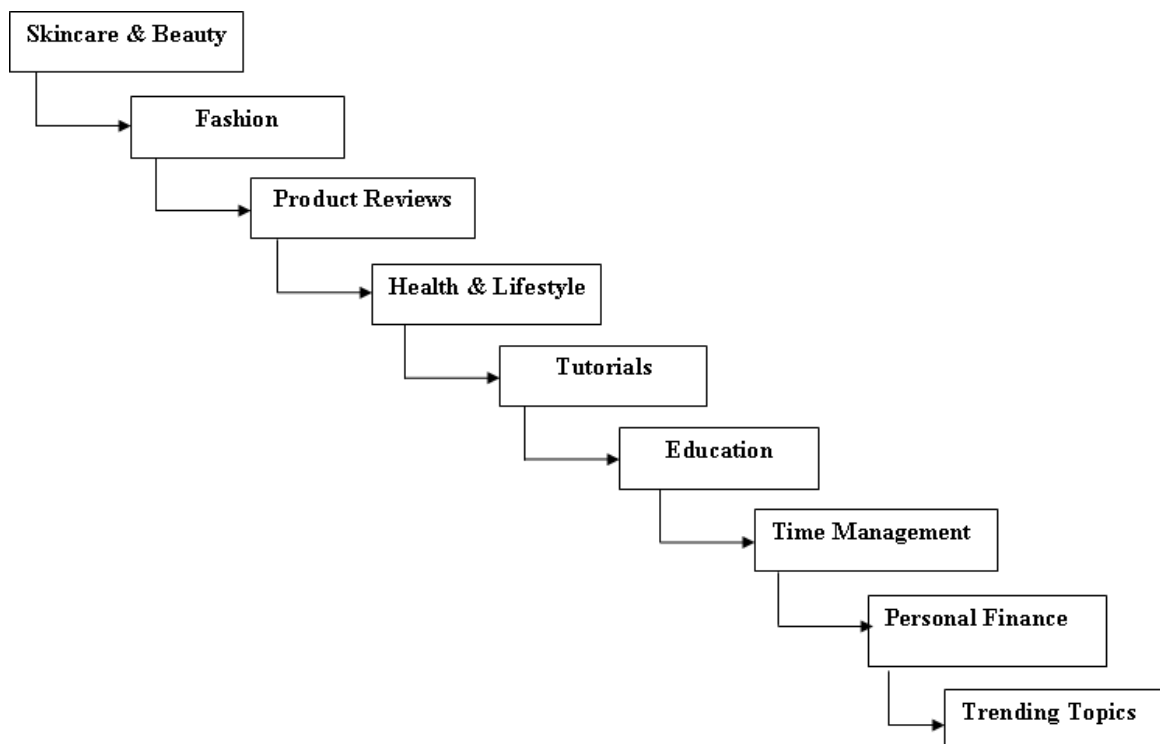 Skincare & Beauty
Fashion
Product Reviews
Health & Lifestyle
Tutorials
Education
Time Management
Personal Finance
Trending Topics